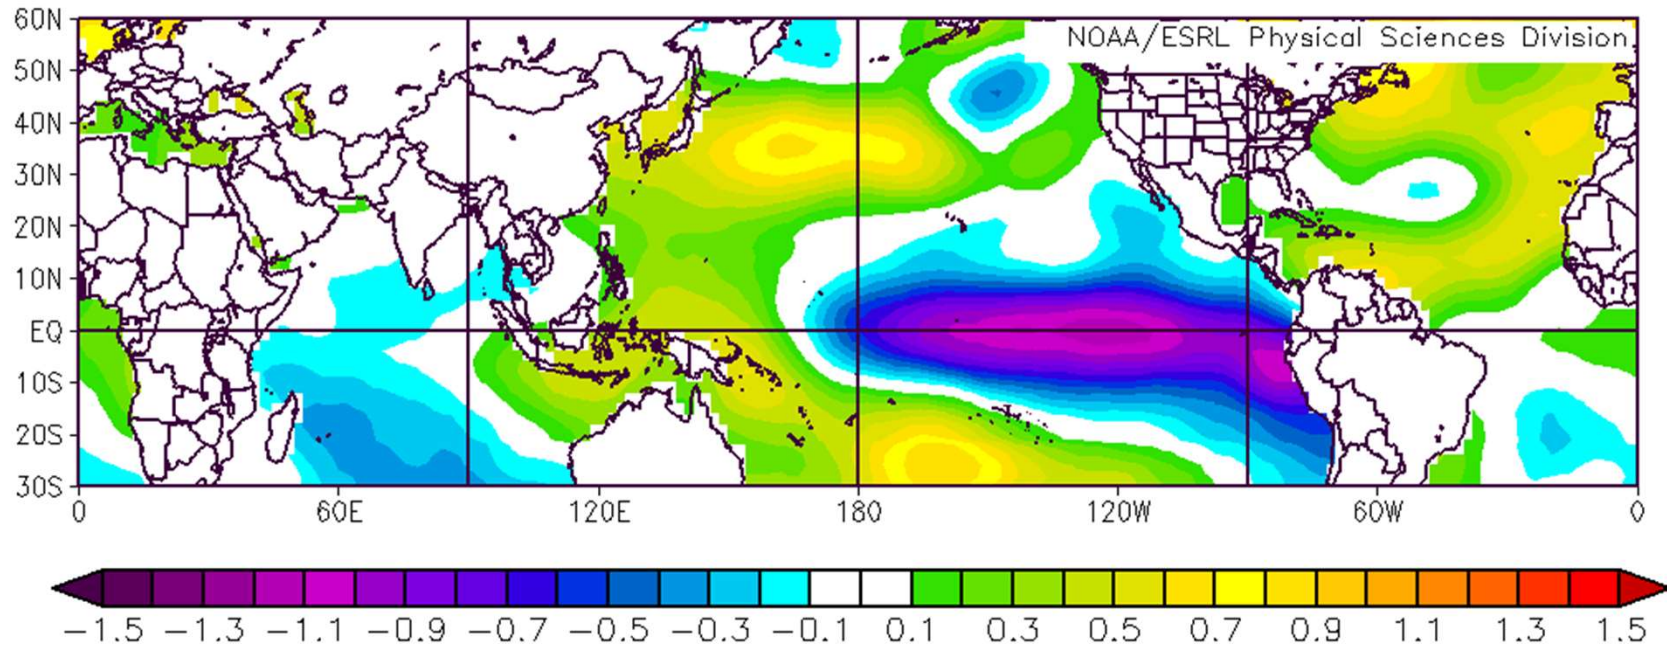 NOAA/ESRL Physical Sciences Division
60N
50N
40N
30N
20N
10N
EQ
10S
20S
30S
0 60E 120E 180 120W 60W 0
−1.5 −1.3 −1.1 −0.9 −0.7 −0.5 −0.3 −0.1 0.1 0.3 0.5 0.7 0.9 1.1 1.3 1.5